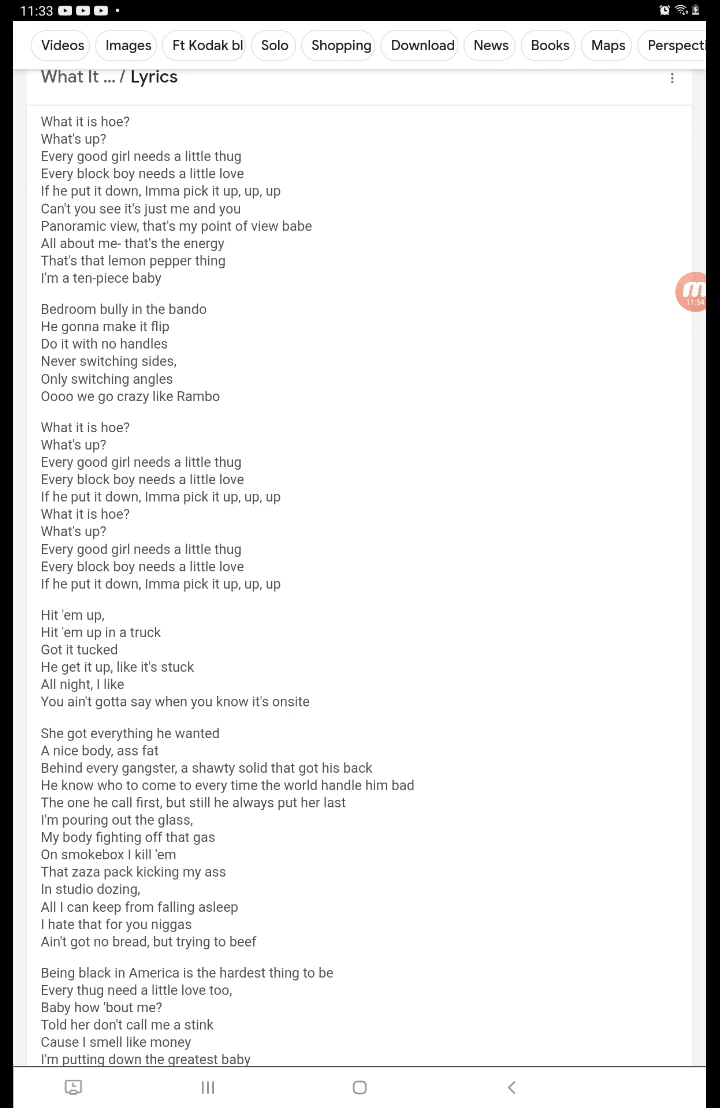 11:33
Videos
Images
Ft Kodak bl
Solo
Shopping
Download
News
Books
Maps
Perspecti
What It ... / Lyrics
What it is hoe?
What's up?
Every good girl needs a little thug
Every block boy needs a little love
If he put it down, Imma pick it up, up, up
Can't you see it's just me and you
Panoramic view, that's my point of view babe
All about me- that's the energy
That's that lemon pepper thing
I'm a ten-piece baby
11:54
Bedroom bully in the bando
He gonna make it flip
Do it with no handles
Never switching sides,
Only switching angles
Oooo we go crazy like Rambo
What it is hoe?
What's up?
Every good girl needs a little thug
Every block boy needs a little love
If he put it down, Imma pick it up, up, up
What it is hoe?
What's up?
Every good girl needs a little thug
Every block boy needs a little love
If he put it down, Imma pick it up, up, up
Hit 'em up,
Hit 'em up in a truck
Got it tucked
He get it up, like it's stuck
All night, I like
You ain't gotta say when you know it's onsite
She got everything he wanted
A nice body, ass fat
Behind every gangster, a shawty solid that got his back
He know who to come to every time the world handle him bad
The one he call first, but still he always put her last
I'm pouring out the glass,
My body fighting off that gas
On smokebox I kill 'em
That zaza pack kicking my ass
In studio dozing,
All I can keep from falling asleep
I hate that for you niggas
Ain't got no bread, but trying to beef
Being black in America is the hardest thing to be
Every thug need a little love too,
Baby how 'bout me?
Told her don't call me a stink
Cause I smell like money
I'm putting down the greatest baby